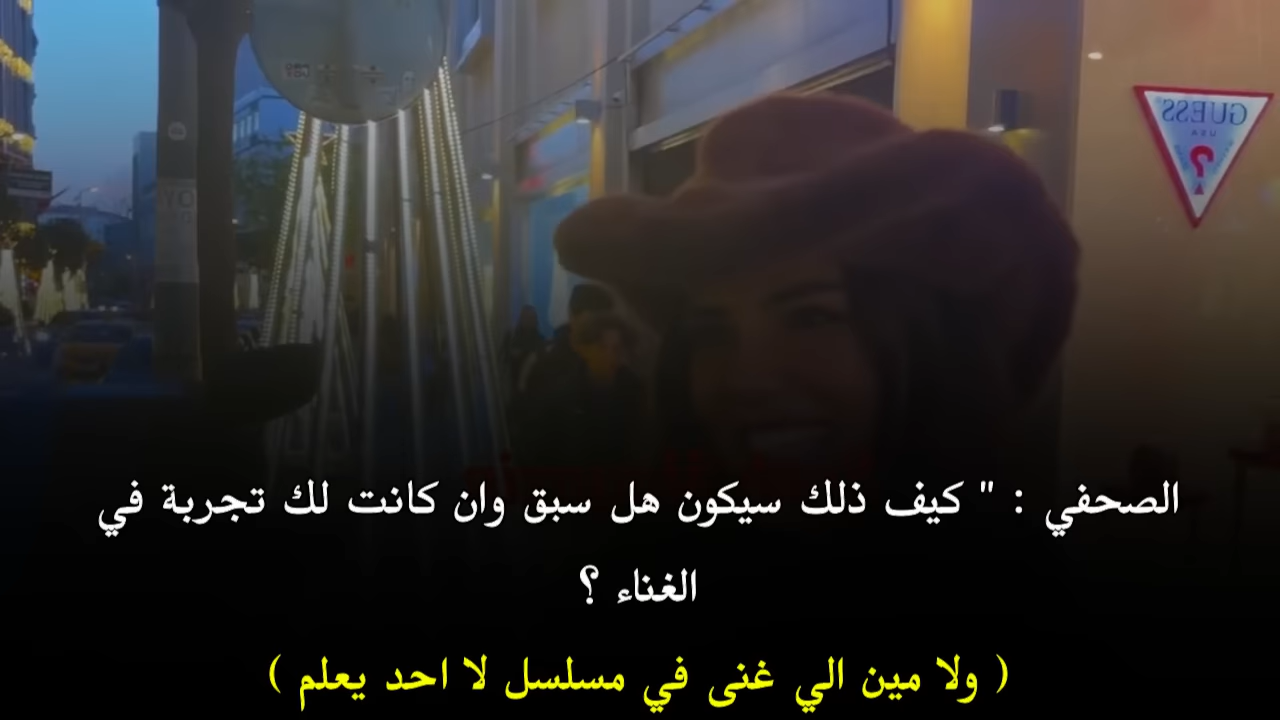 GUESS
USA
?
الصحفي : " كيف ذلك سيكون هل سبق وان كانت لك تجربة في
الغناء ؟
( ولا مين الي غنى في مسلسل لا احد يعلم )